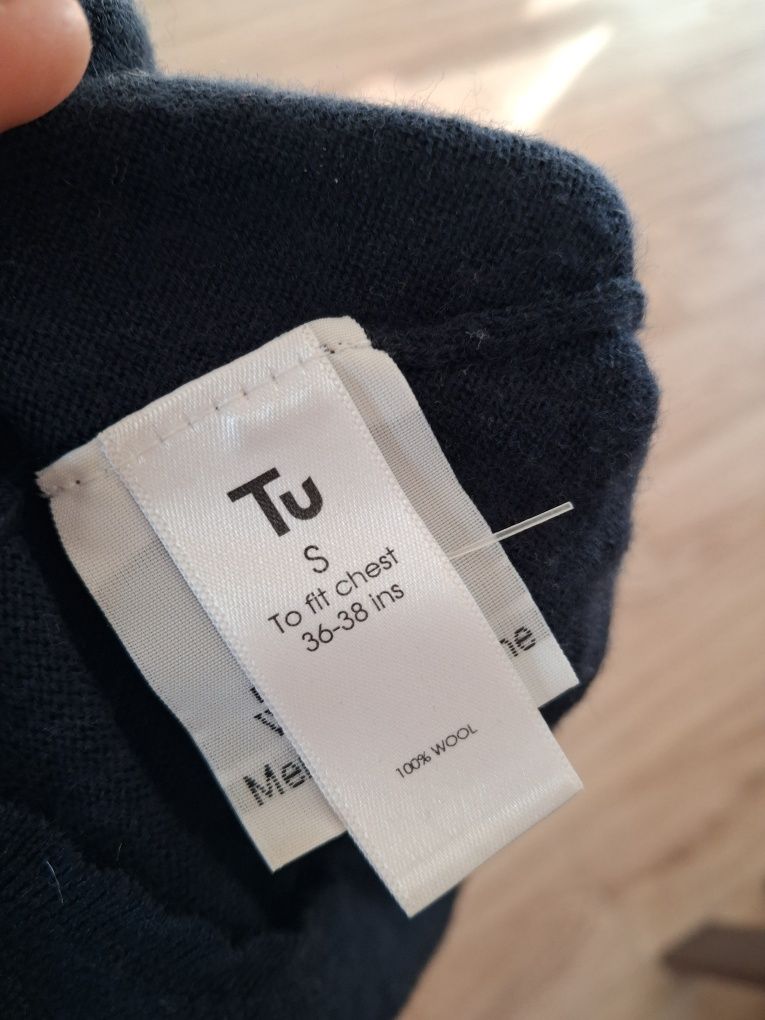 Tu
S
To fit chest
36-38 ins
100% WOOL